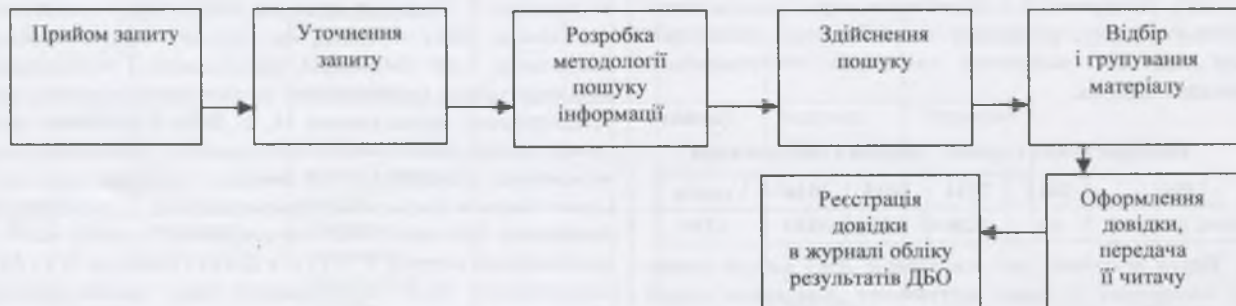 Прийом запиту
Уточнення
запиту
Розробка
методології
пошуку
інформації
Здійснення
пошуку
Відбір
і групування
матеріалу
Оформлення
довідки,
передача
її читачу
Реєстрація
довідки
в журналі обліку
результатів ДБО